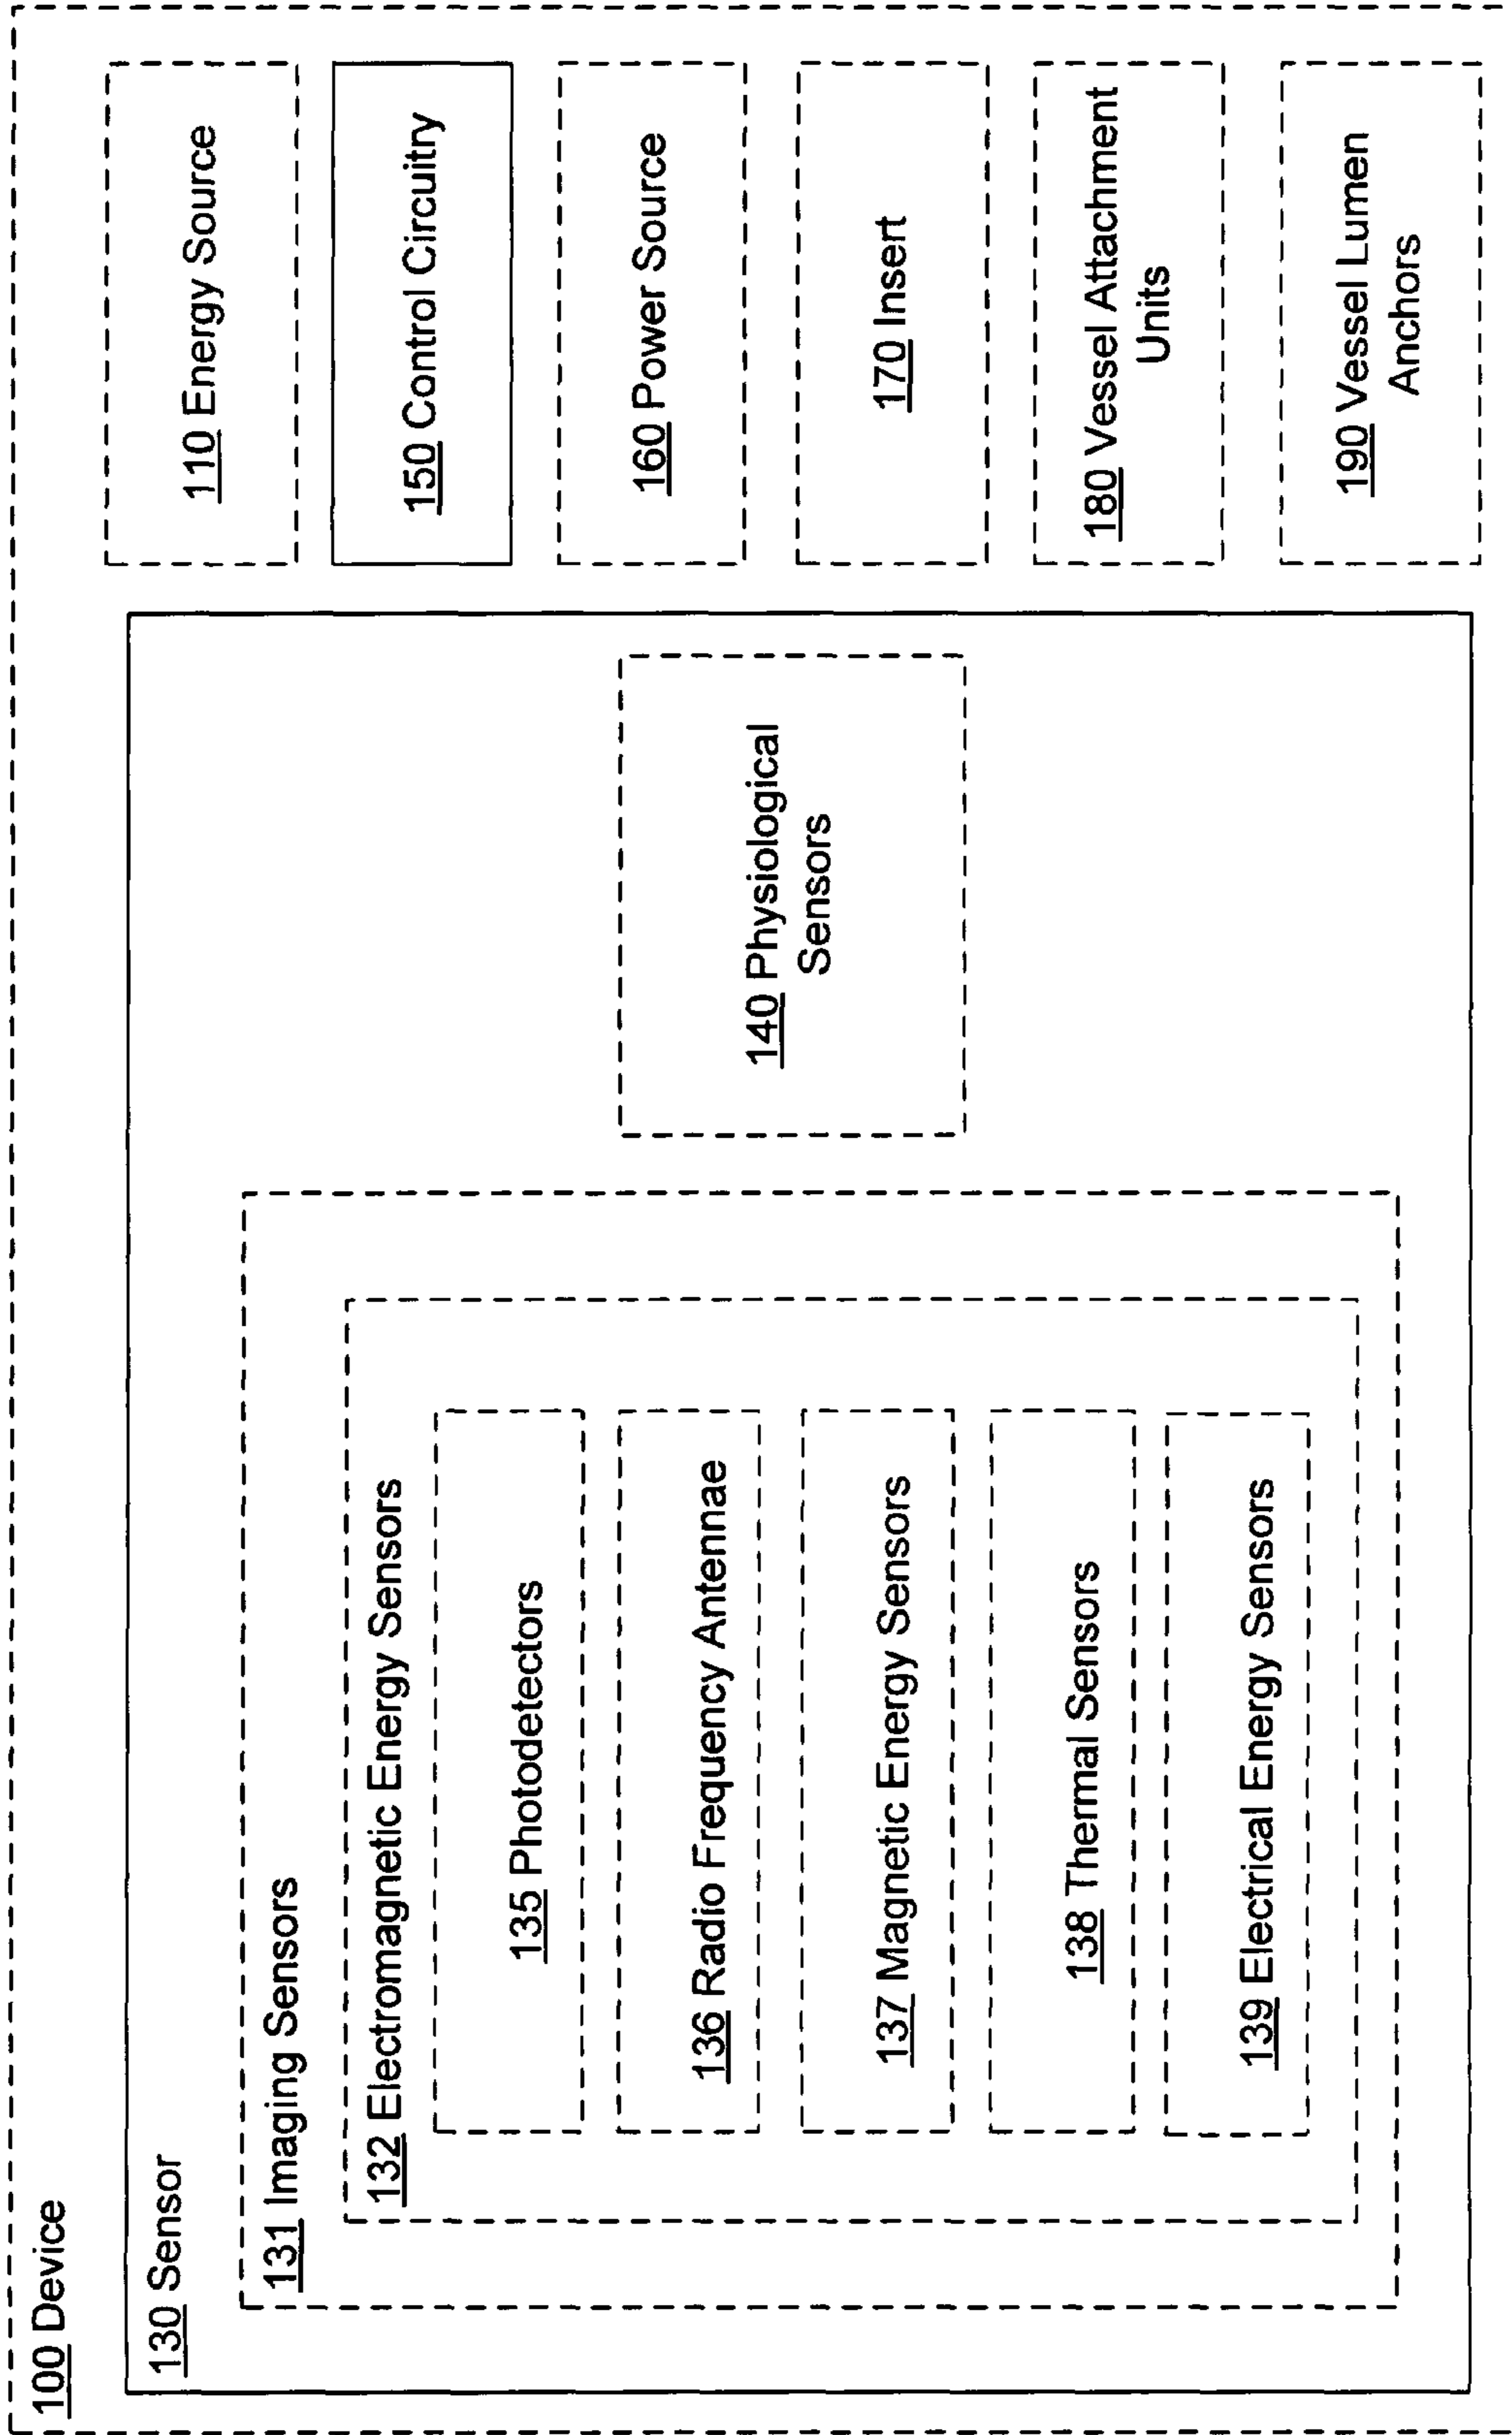 100 Device
130 Sensor
131 Imaging Sensors
132 Electromagnetic Energy Sensors
135 Photodetectors
136 Radio Frequency Antennae
137 Magnetic Energy Sensors
138 Thermal Sensors
139 Electrical Energy Sensors
140 Physiological
Sensors
110 Energy Source
150 Control Circuitry
160 Power Source
170 Insert
180 Vessel Attachment
Units
190 Vessel Lumen
Anchors